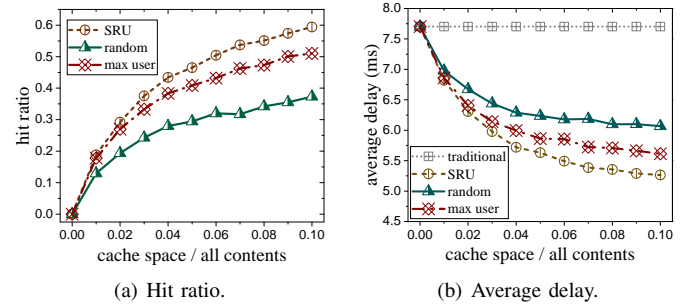 0.6
0.5
0.4
0.3
0.2
0.1
0.0
hit ratio
SRU
random
max user
0.00 0.02 0.04 0.06 0.08 0.10
cache space / all contents
(a) Hit ratio.
8.0
7.5
7.0
6.5
6.0
5.5
5.0
4.5
average delay (ms)
traditional
SRU
random
max user
0.00 0.02 0.04 0.06 0.08 0.10
cache space / all contents
(b) Average delay.